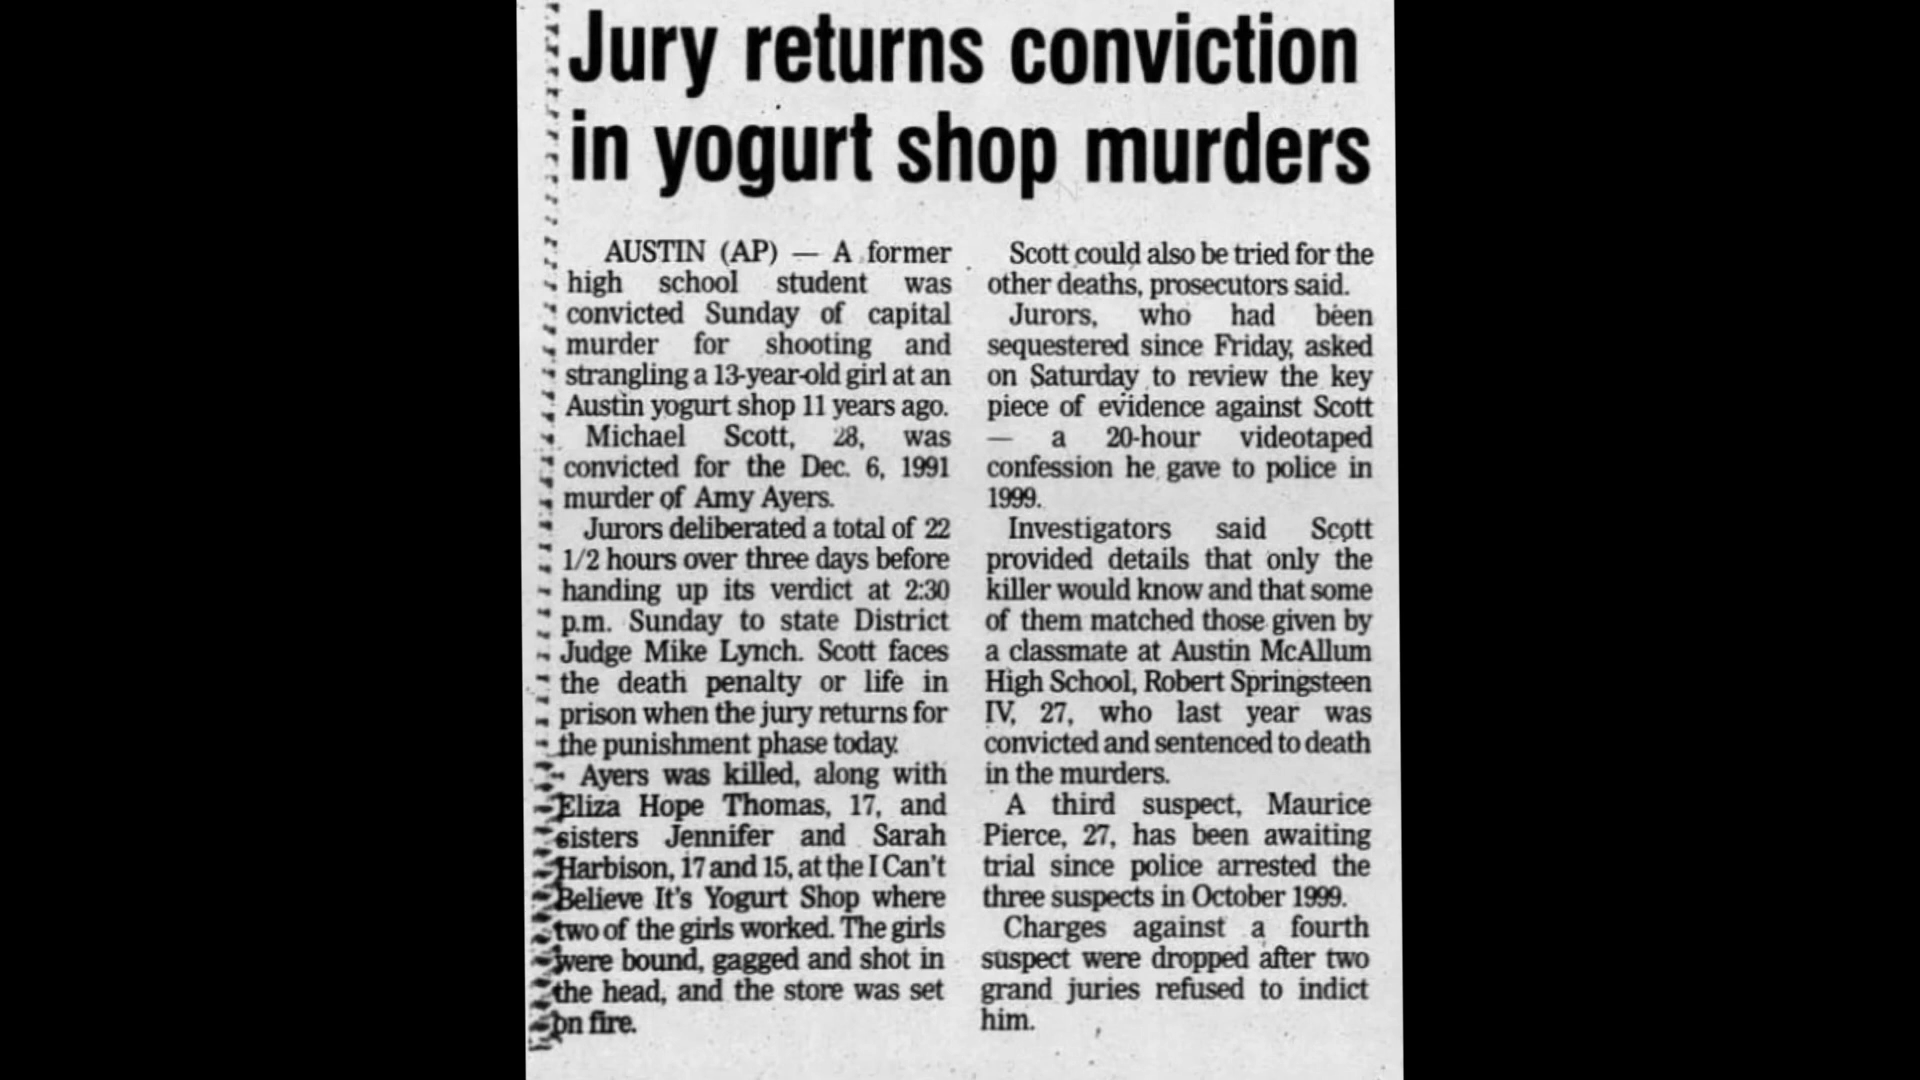 Jury returns conviction
in yogurt shop murders
AUSTIN (AP) — A former
high school student was
convicted Sunday of capital
murder for shooting and
strangling a 13-year-old girl at an
Austin yogurt shop 11 years ago.
Michael Scott, 28, was
convicted for the Dec. 6, 1991
murder of Amy Ayers.
Jurors deliberated a total of 22
1/2 hours over three days before
handing up its verdict at 2:30
p.m. Sunday to state District
Judge Mike Lynch. Scott faces
the death penalty or life in
prison when the jury returns for
the punishment phase today.
Ayers was killed, along with
Eliza Hope Thomas, 17, and
sisters Jennifer and Sarah
Harbison, 17 and 15, at the I Can't
Believe It's Yogurt Shop where
two of the girls worked. The girls
were bound, gagged and shot in
the head, and the store was set
on fire.
Scott could also be tried for the
other deaths, prosecutors said.
Jurors, who had been
sequestered since Friday, asked
on Saturday to review the key
piece of evidence against Scott
— a 20-hour videotaped
confession he gave to police in
1999.
Investigators said Scott
provided details that only the
killer would know and that some
of them matched those given by
a classmate at Austin McAllum
High School, Robert Springsteen
IV, 27, who last year was
convicted and sentenced to death
in the murders.
A third suspect, Maurice
Pierce, 27, has been awaiting
trial since police arrested the
three suspects in October 1999.
Charges against a fourth
suspect were dropped after two
grand juries refused to indict
him.